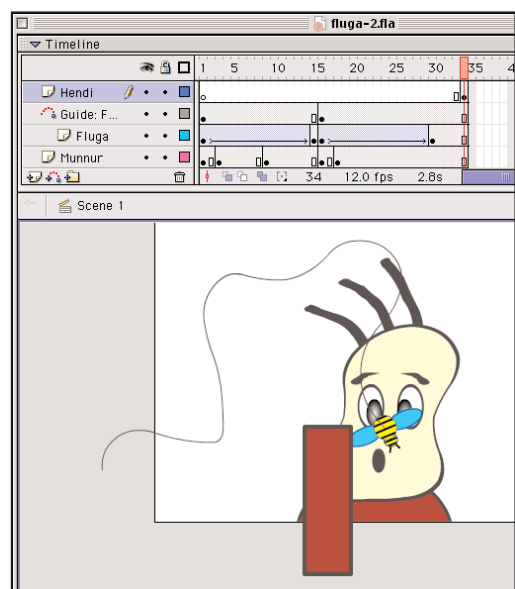 fluga-2.fla
Timeline
1 5 10 15 20 25 30 35 4
Hendi
Guide: F...
Fluga
Munnur
34 12.0 fps 2.8s
Scene 1